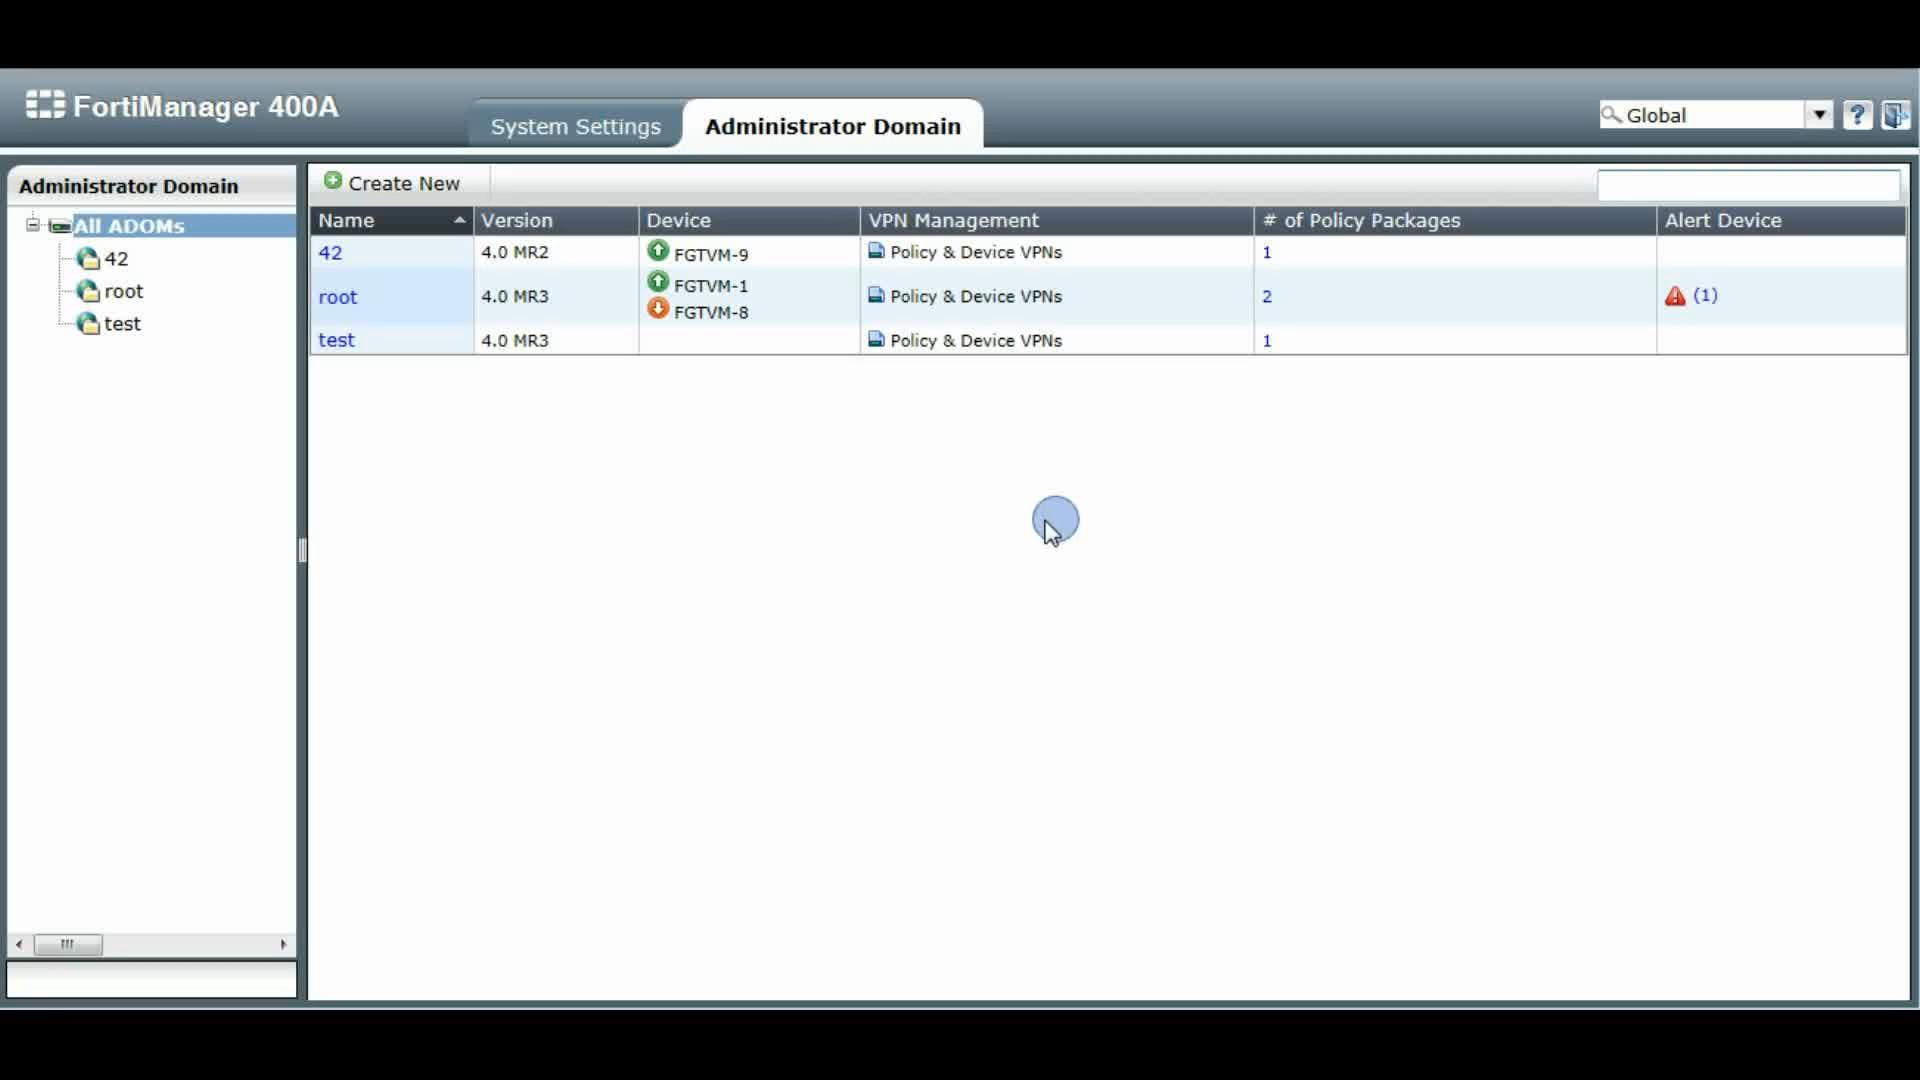 FortiManager 400A
System Settings
Administrator Domain
Global
?
Administrator Domain
All ADOMs
42
root
test
Create New
Name Version Device VPN Management # of Policy Packages Alert Device
42 4.0 MR2 FGTVM-9 Policy & Device VPNs 1
root 4.0 MR3 FGTVM-1 Policy & Device VPNs 2 (1)
FGTVM-8
test 4.0 MR3 Policy & Device VPNs 1